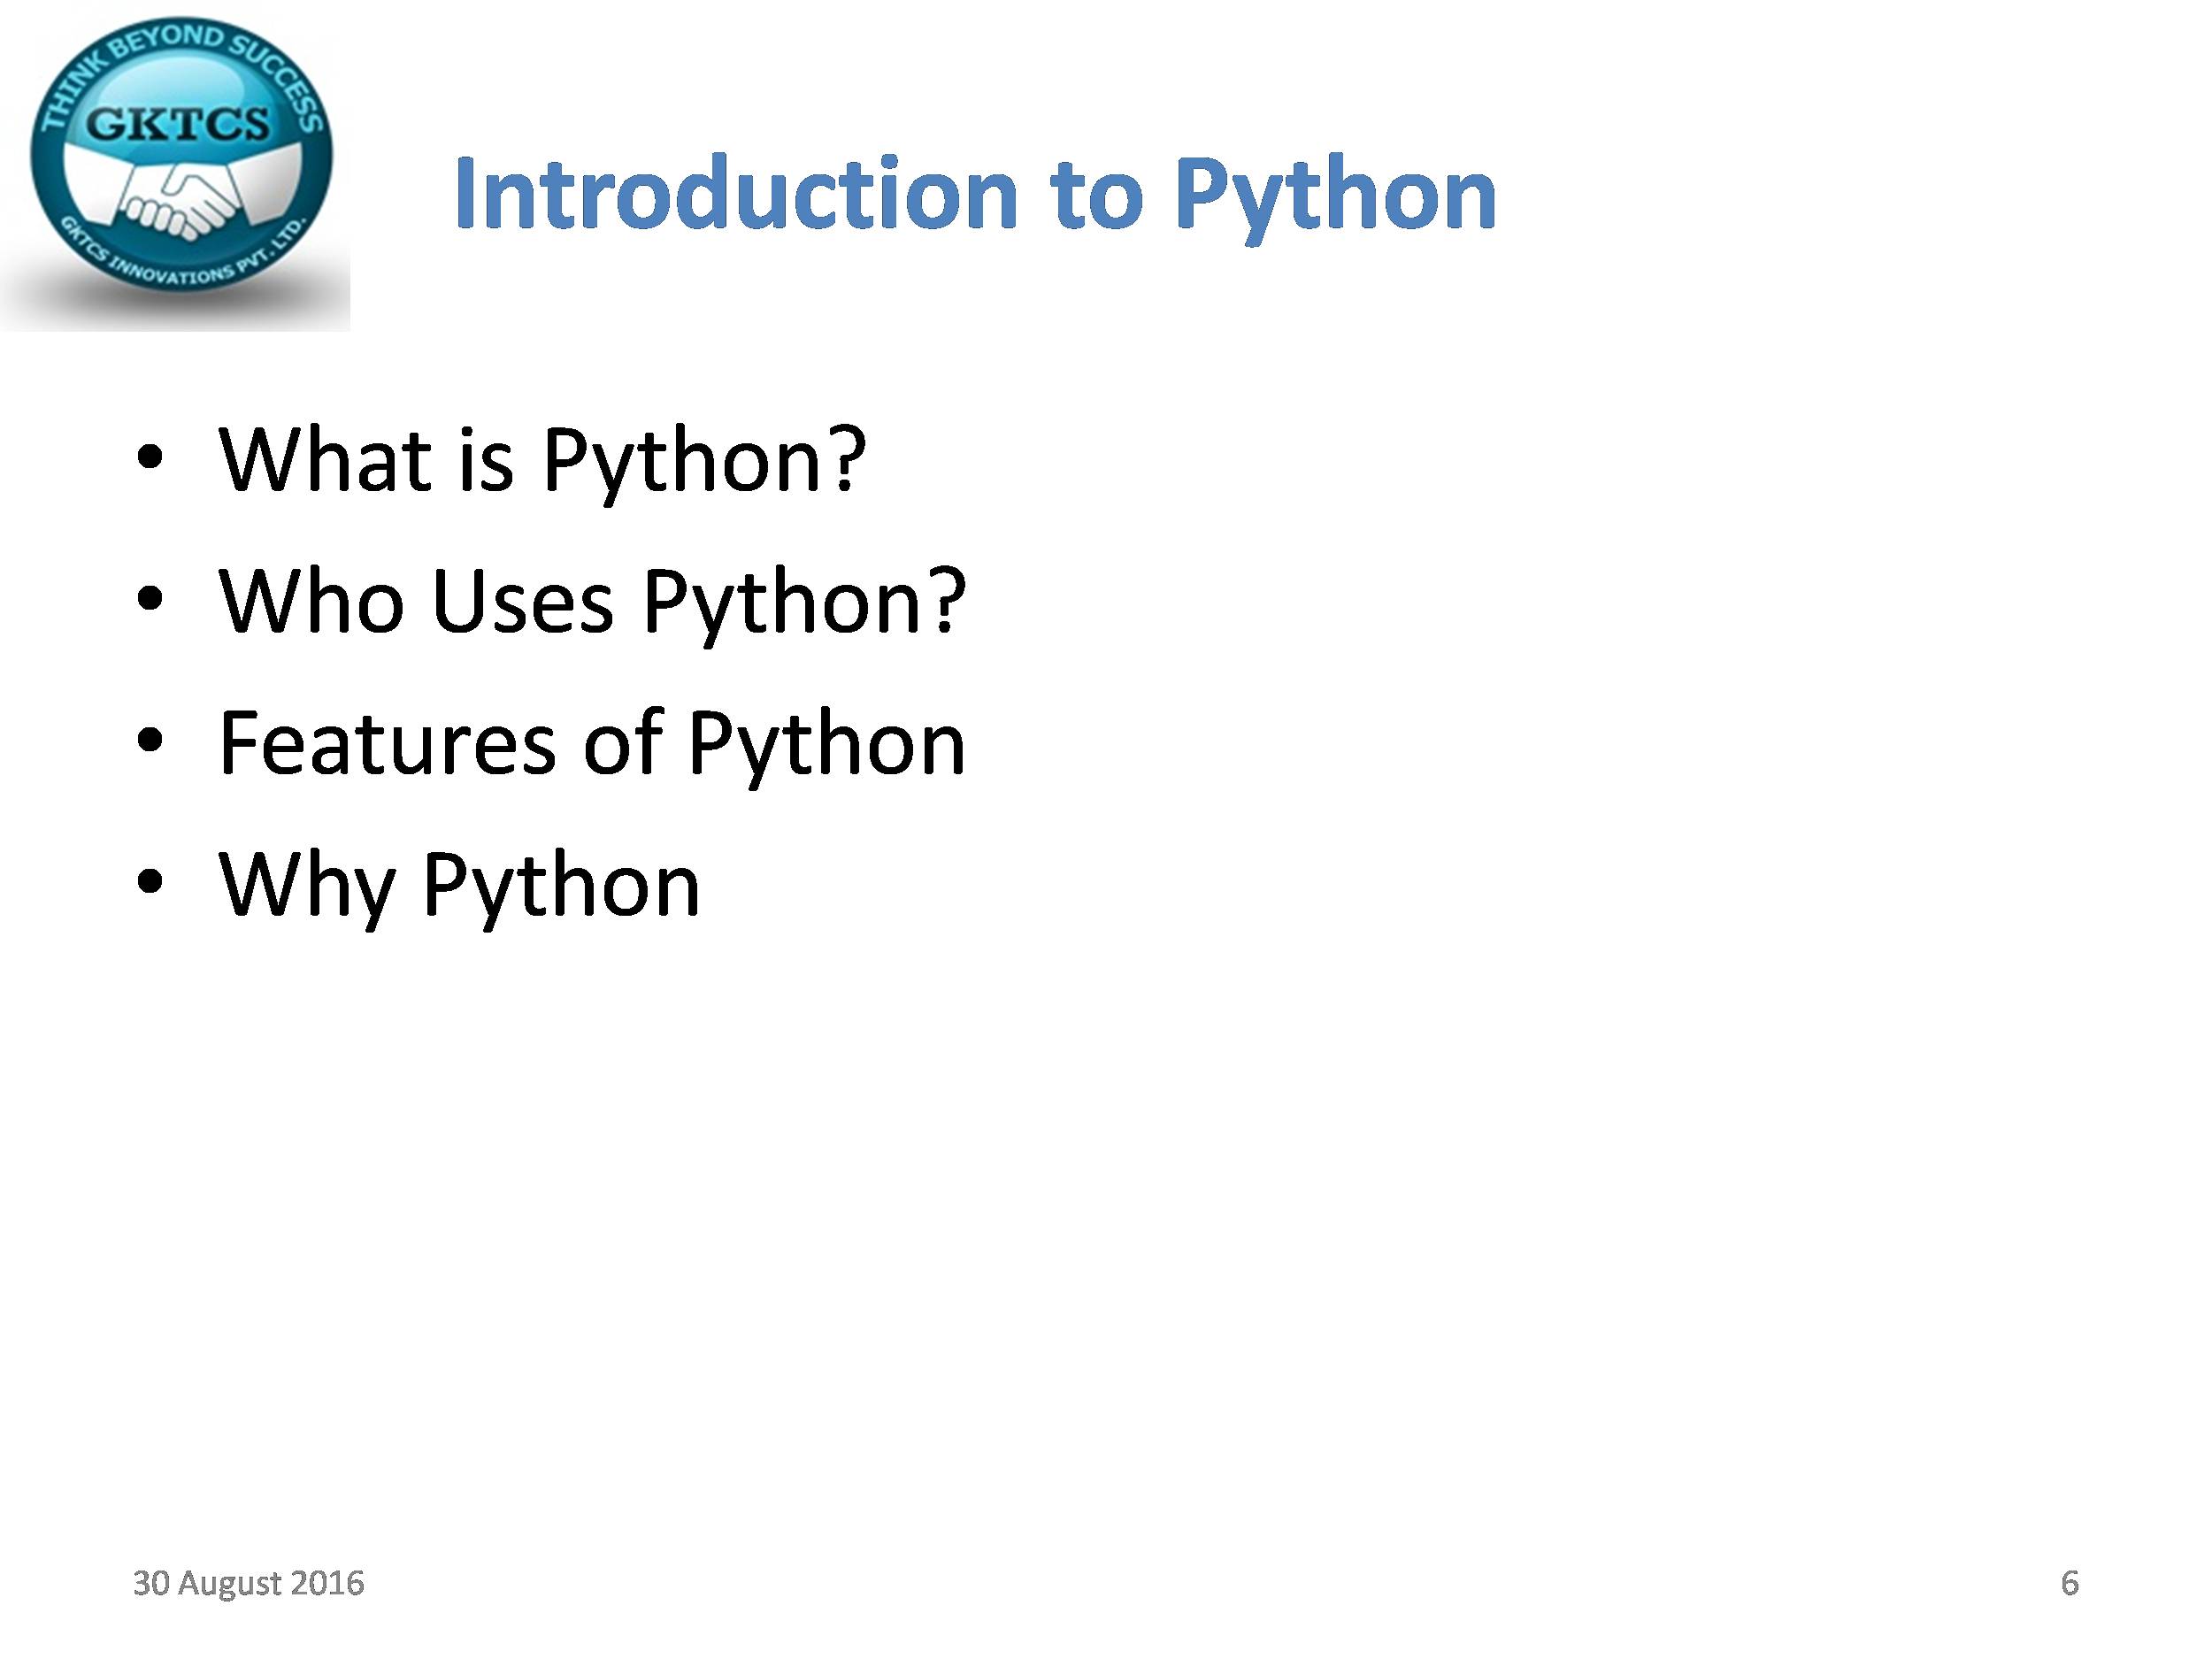 THINK BEYOND SUCCESS
GKTCS
GKTCS INNOVATIONS PVT. LTD.
Introduction to Python
• What is Python?
• Who Uses Python?
• Features of Python
• Why Python
30 August 2016
6